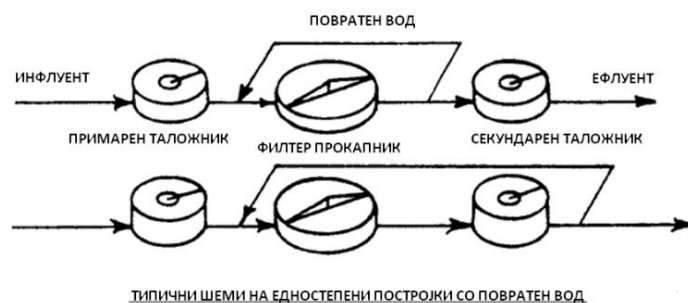 ПОВРАТЕН ВОД
ИНФЛУЕНТ
ЕФЛУЕНТ
ПРИМАРЕН ТАЛОЖНИК
ФИЛТЕР ПРОКАПНИК
СЕКУНДАРЕН ТАЛОЖНИК
ТИПИЧНИ ШЕМИ НА ЕДНОСТЕПЕНИ ПОСТРОЈКИ СО ПОВРАТЕН ВОД